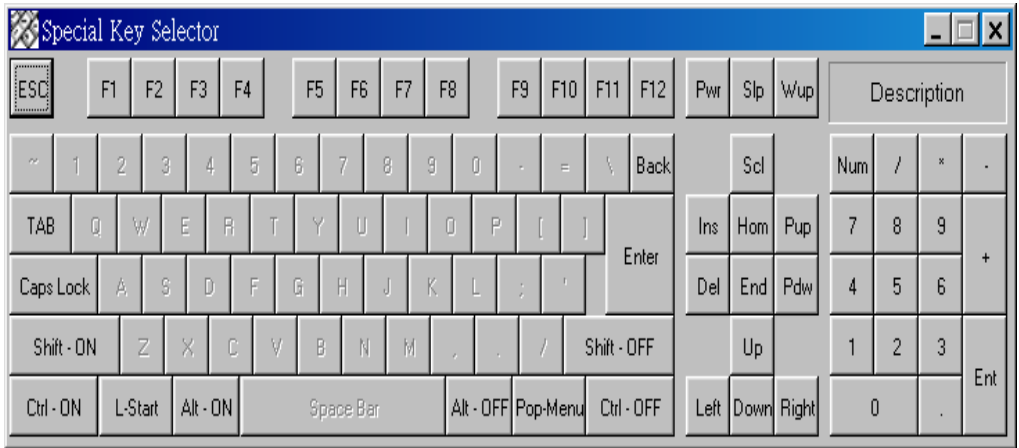 Special Key Selector
ESC F1 F2 F3 F4 F5 F6 F7 F8 F9 F10 F11 F12 Pwr Slp Wup Description
~ 1 2 3 4 5 6 7 8 9 0 - = \ Back Scl Num / * -
TAB Q W E R T Y U I O P [ ] Enter Ins Hom Pup 7 8 9 +
Caps Lock A S D F G H J K L ; ' Del End Pdw 4 5 6
Shift - ON Z X C V B N M , . / Shift - OFF Up 1 2 3 Ent
Ctrl - ON L-Start Alt - ON Space Bar Alt - OFF Pop-Menu Ctrl - OFF Left Down Right 0 .